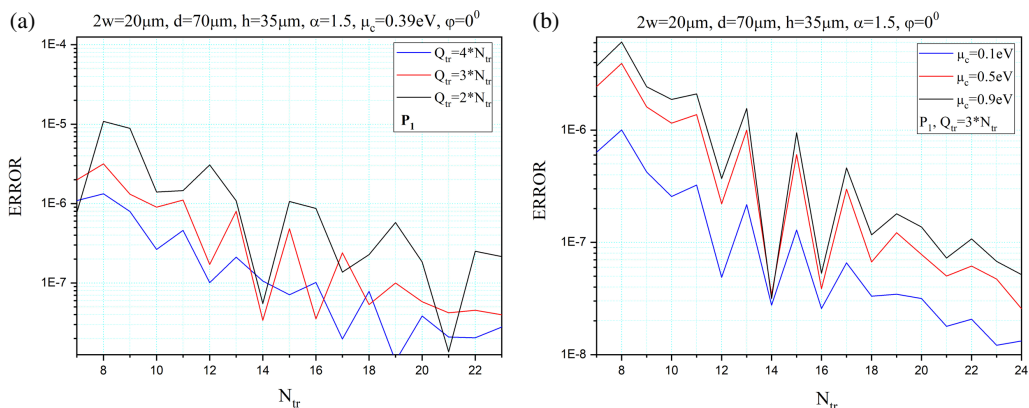 (a)
2w=20μm, d=70μm, h=35μm, α=1.5, μc=0.39eV, φ=0⁰
1E-4
1E-5
1E-6
1E-7
ERROR
Qtr=4*Ntr
Qtr=3*Ntr
Qtr=2*Ntr
P1
8 10 12 14 16 18 20 22
Ntr
(b)
2w=20μm, d=70μm, h=35μm, α=1.5, φ=0⁰
1E-6
1E-7
1E-8
ERROR
μc=0.1eV
μc=0.5eV
μc=0.9eV
P1, Qtr=3*Ntr
8 10 12 14 16 18 20 22 24
Ntr